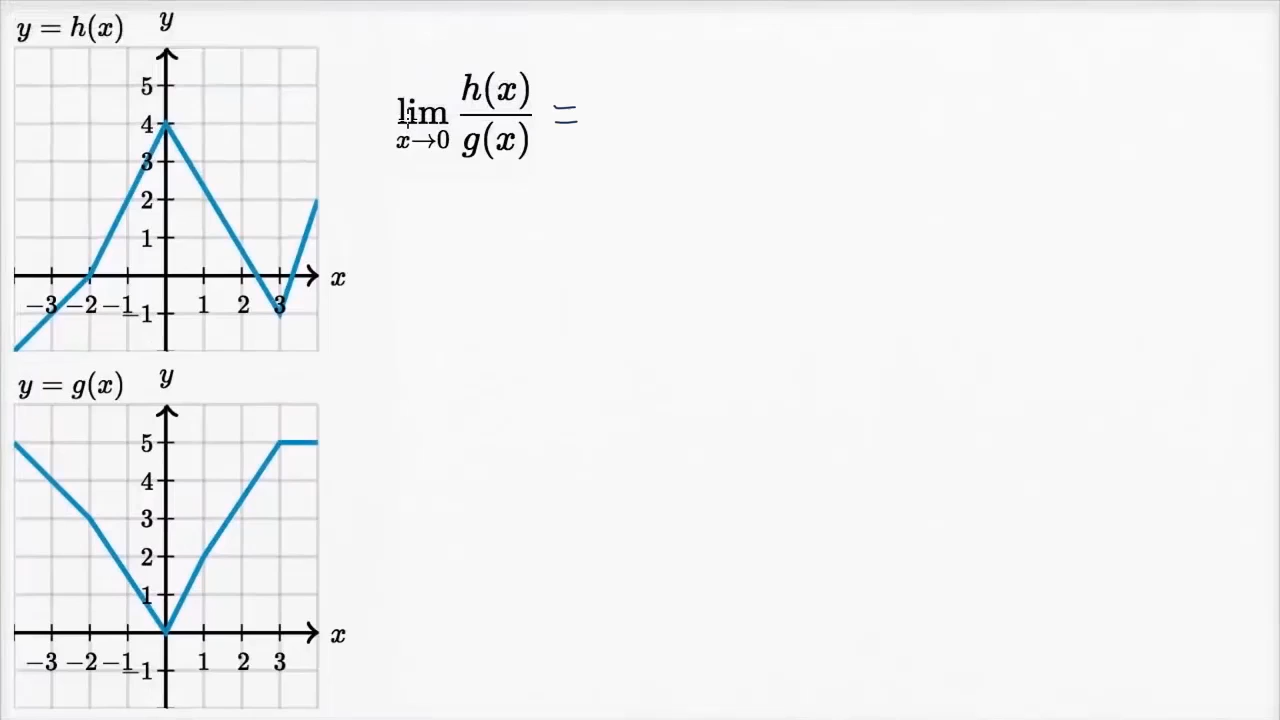 y = h(x)
y
5
4
3
2
1
−3 −2 −1 1 2 3
x
−1
lim x→0 h(x)/g(x) =
y = g(x)
y
5
4
3
2
1
x
−3 −2 −1 1 2 3
−1